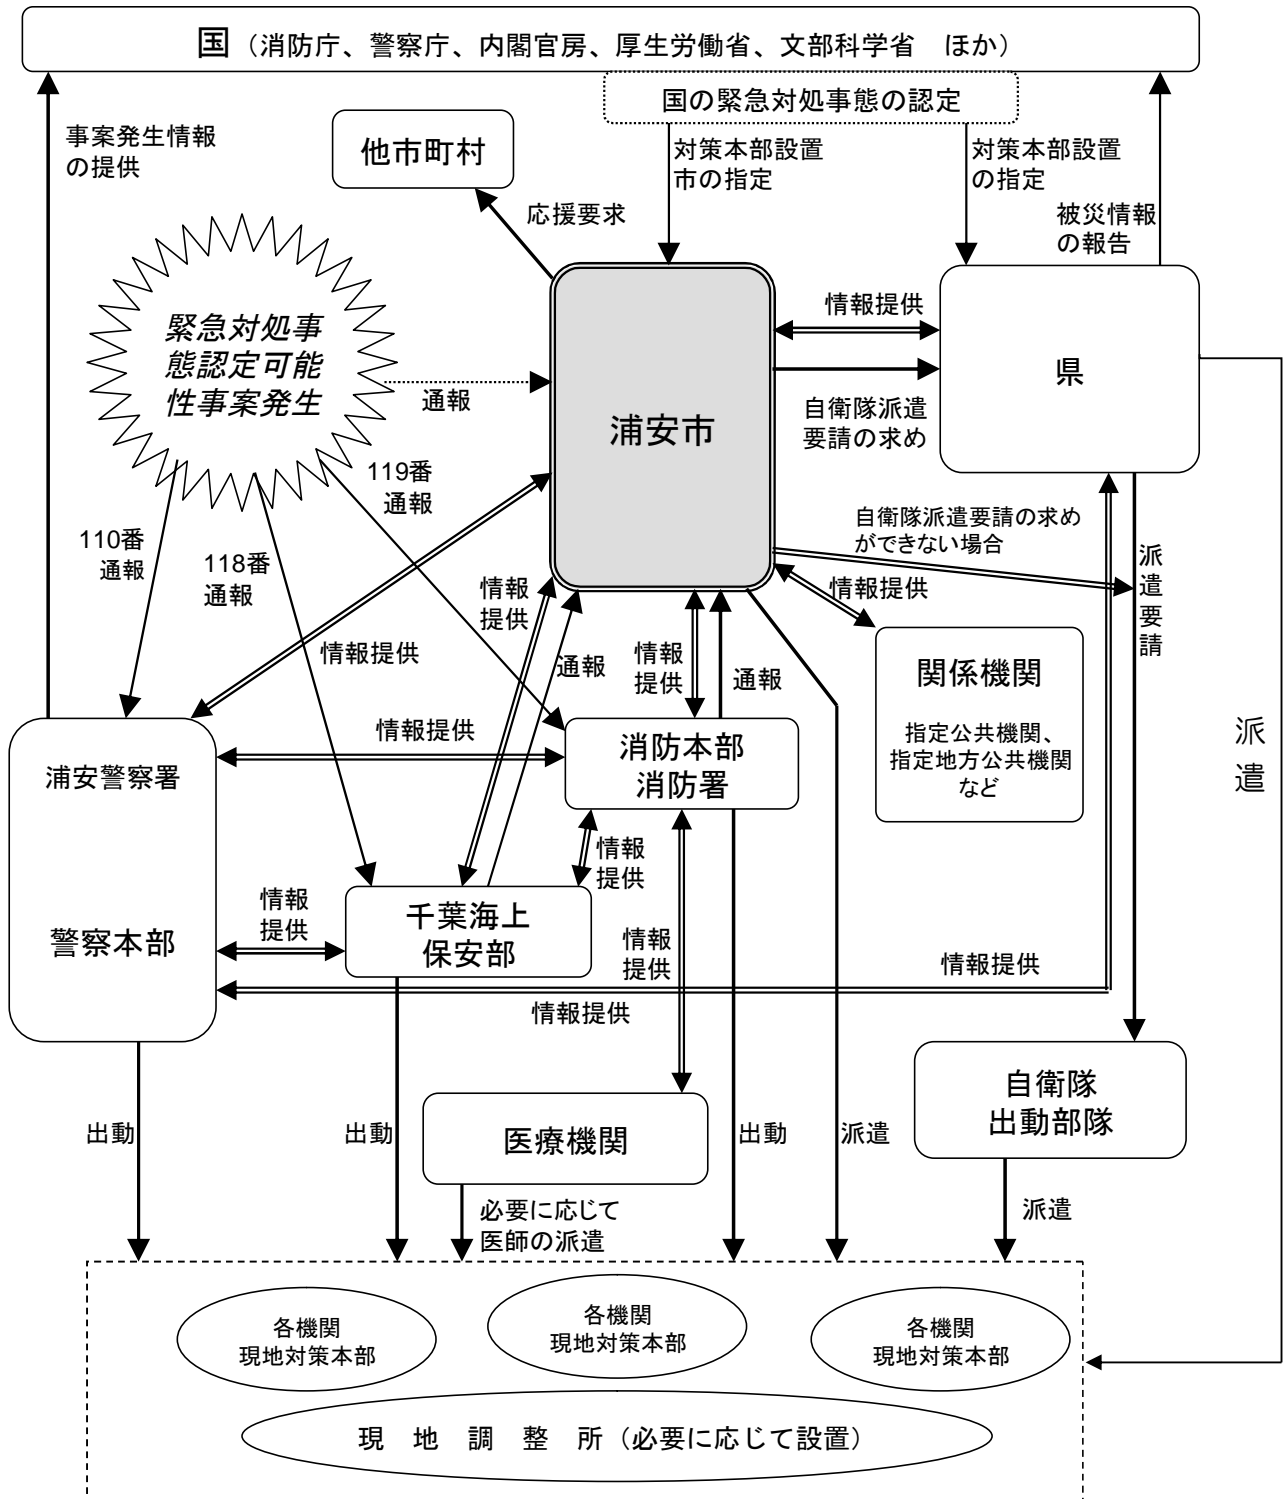 国（消防庁、警察庁、内閣官房、厚生労働省、文部科学省　ほか）
国の緊急対処事態の認定
事案発生情報
の提供
他市町村
対策本部設置
市の指定
対策本部設置
の指定
応援要求
被災情報
の報告
緊急対処事
態認定可能
性事案発生
通報
浦安市
情報提供
県
自衛隊派遣
要請の求め
119番
通報
110番
通報
118番
通報
自衛隊派遣要請の求め
ができない場合
派遣要請
情報
提供
情報提供
情報提供
通報
情報
提供
通報
関係機関
指定公共機関、
指定地方公共機関
など
派遣
情報提供
浦安警察署
警察本部
消防本部
消防署
情報
提供
情報
提供
千葉海上
保安部
情報
提供
情報提供
情報提供
自衛隊
出動部隊
出動
出動
医療機関
出動
派遣
必要に応じて
医師の派遣
派遣
各機関
現地対策本部
各機関
現地対策本部
各機関
現地対策本部
現　地　調　整　所（必要に応じて設置）